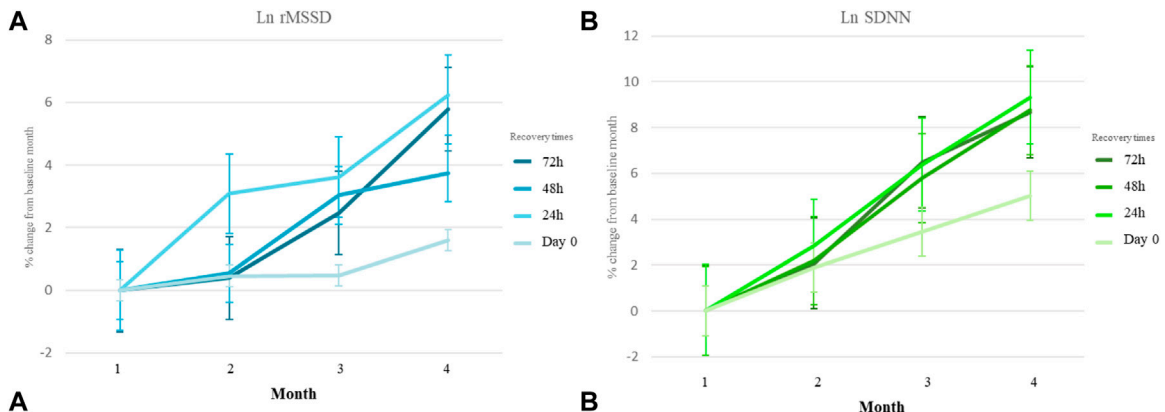 A
Ln rMSSD
8
6
4
2
0
-2
% change from baseline month
1 2 3 4
Month
Recovery times
72h
48h
24h
Day 0
A
B
Ln SDNN
12
10
8
6
4
2
0
-2
% change from baseline month
1 2 3 4
Month
Recovery times
72h
48h
24h
Day 0
B